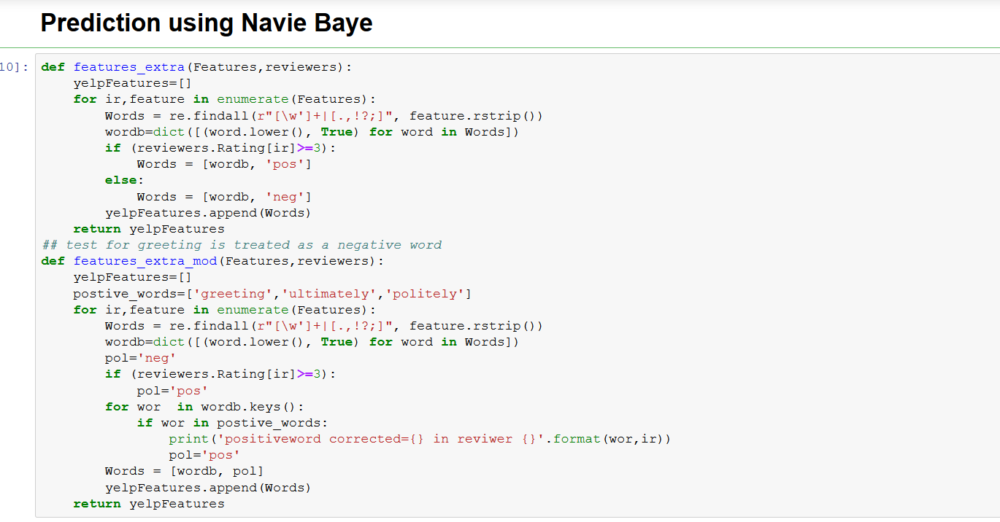 Prediction using Navie Baye
10]:
def features_extra(Features,reviewers):
    yelpFeatures=[]
    for ir,feature in enumerate(Features):
        Words = re.findall(r"[\w']+|[.,!?;]", feature.rstrip())
        wordb=dict([(word.lower(), True) for word in Words])
        if (reviewers.Rating[ir]>=3):
            Words = [wordb, 'pos']
        else:
            Words = [wordb, 'neg']
        yelpFeatures.append(Words)
    return yelpFeatures
## test for greeting is treated as a negative word
def features_extra_mod(Features,reviewers):
    yelpFeatures=[]
    postive_words=['greeting','ultimately','politely']
    for ir,feature in enumerate(Features):
        Words = re.findall(r"[\w']+|[.,!?;]", feature.rstrip())
        wordb=dict([(word.lower(), True) for word in Words])
        pol='neg'
        if (reviewers.Rating[ir]>=3):
            pol='pos'
        for wor  in wordb.keys():
            if wor in postive_words:
                print('positiveword corrected={} in reviwer {}'.format(wor,ir))
                pol='pos'
        Words = [wordb, pol]
        yelpFeatures.append(Words)
    return yelpFeatures